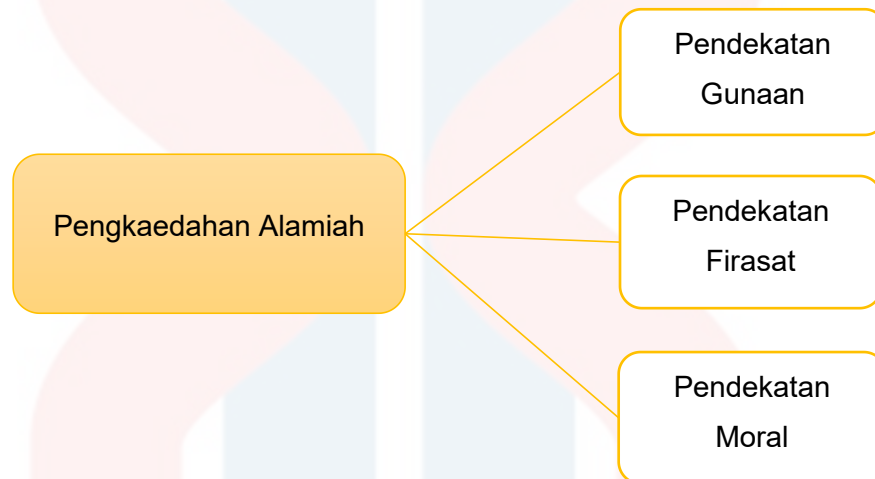 Pendekatan
Gunaan
Pengkaedahan Alamiah
Pendekatan
Firasat
Pendekatan
Moral